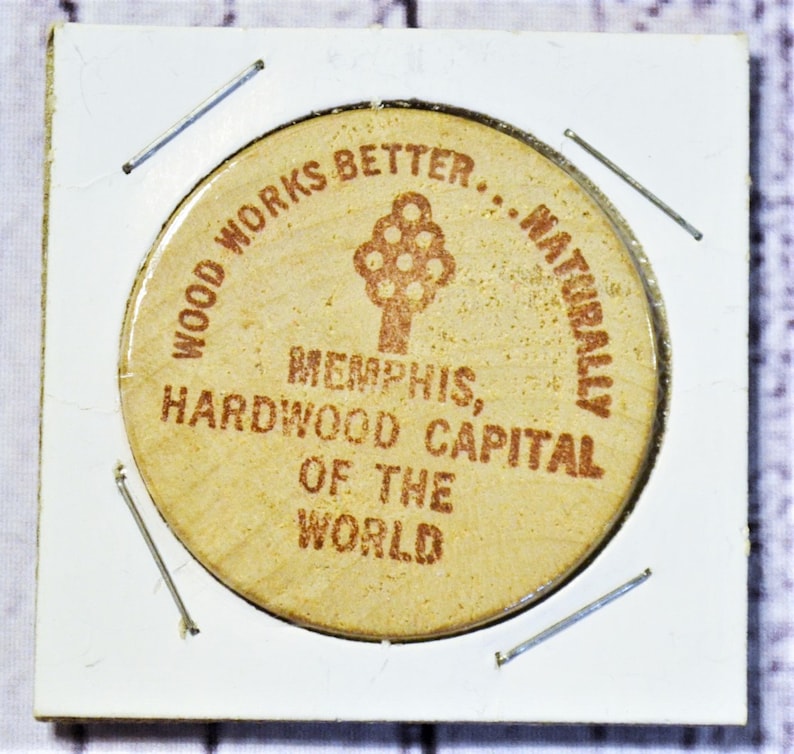 WOOD WORKS BETTER...NATURALLY
MEMPHIS,
HARDWOOD CAPITAL
OF THE
WORLD